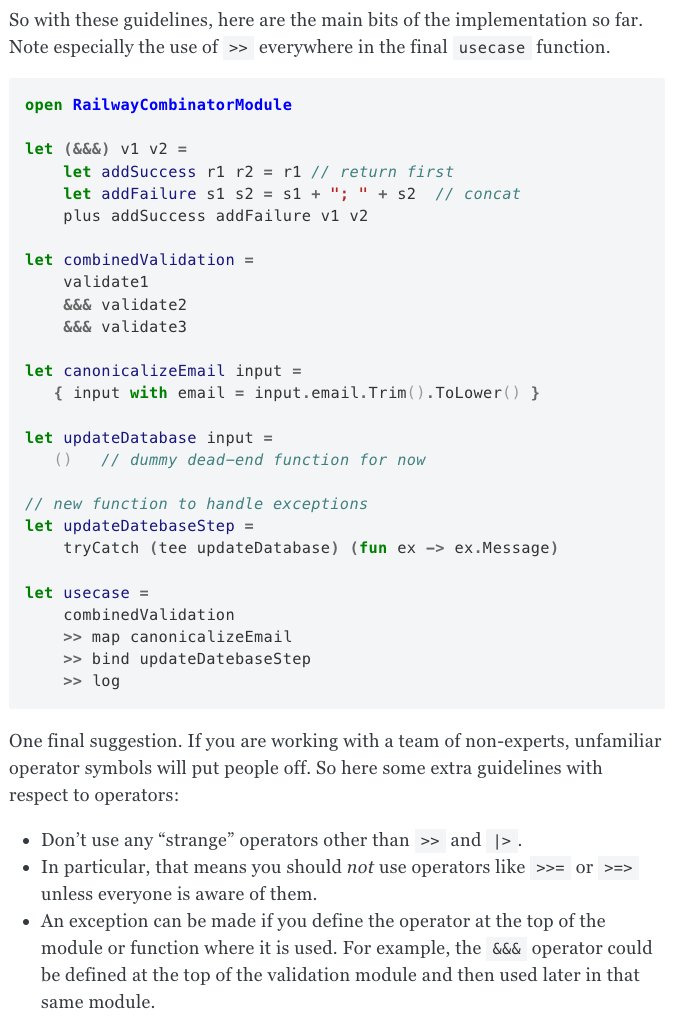 So with these guidelines, here are the main bits of the implementation so far.
Note especially the use of >> everywhere in the final usecase function.
open RailwayCombinatorModule
let (&&&) v1 v2 =
    let addSuccess r1 r2 = r1 // return first
    let addFailure s1 s2 = s1 + "; " + s2  // concat
    plus addSuccess addFailure v1 v2
let combinedValidation =
    validate1
    &&& validate2
    &&& validate3
let canonicalizeEmail input =
   { input with email = input.email.Trim().ToLower() }
let updateDatabase input =
   ()   // dummy dead-end function for now
// new function to handle exceptions
let updateDatebaseStep =
    tryCatch (tee updateDatabase) (fun ex -> ex.Message)
let usecase =
    combinedValidation
    >> map canonicalizeEmail
    >> bind updateDatebaseStep
    >> log
One final suggestion. If you are working with a team of non-experts, unfamiliar
operator symbols will put people off. So here some extra guidelines with
respect to operators:
• Don’t use any “strange” operators other than >> and |>.
• In particular, that means you should not use operators like >>= or >=>
unless everyone is aware of them.
• An exception can be made if you define the operator at the top of the
module or function where it is used. For example, the &&& operator could
be defined at the top of the validation module and then used later in that
same module.